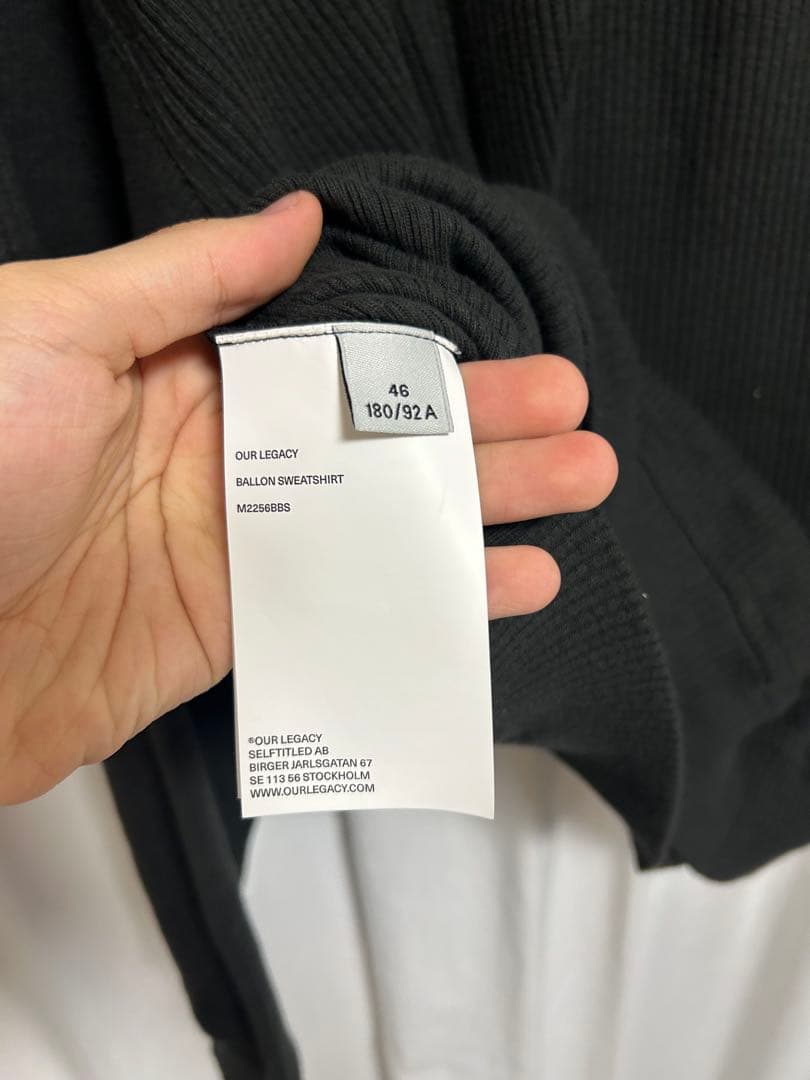 46
180/92 A
OUR LEGACY
BALLON SWEATSHIRT
M2256BBS
®OUR LEGACY
SELFTITLED AB
BIRGER JARLSGATAN 67
SE 113 56 STOCKHOLM
WWW.OURLEGACY.COM